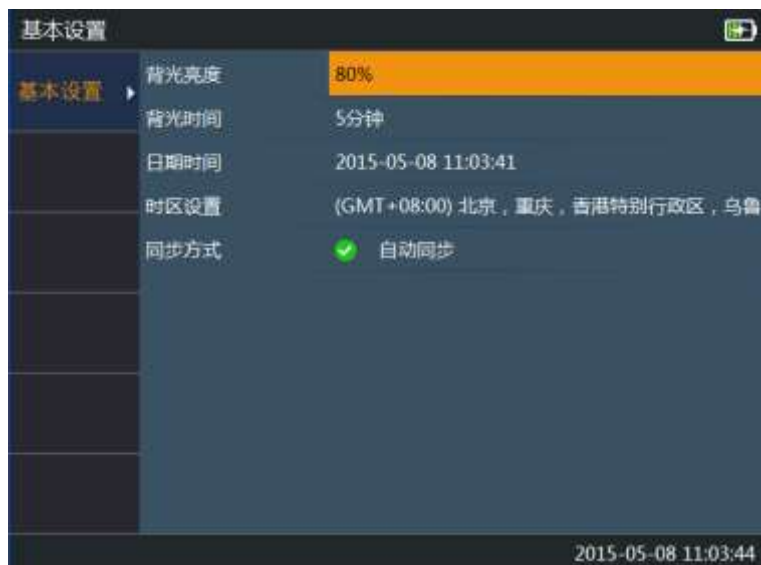 基本设置
基本设置
背光亮度 80%
背光时间 5分钟
日期时间 2015-05-08 11:03:41
时区设置 (GMT+08:00) 北京，重庆，香港特别行政区，乌鲁
同步方式 自动同步
2015-05-08 11:03:44